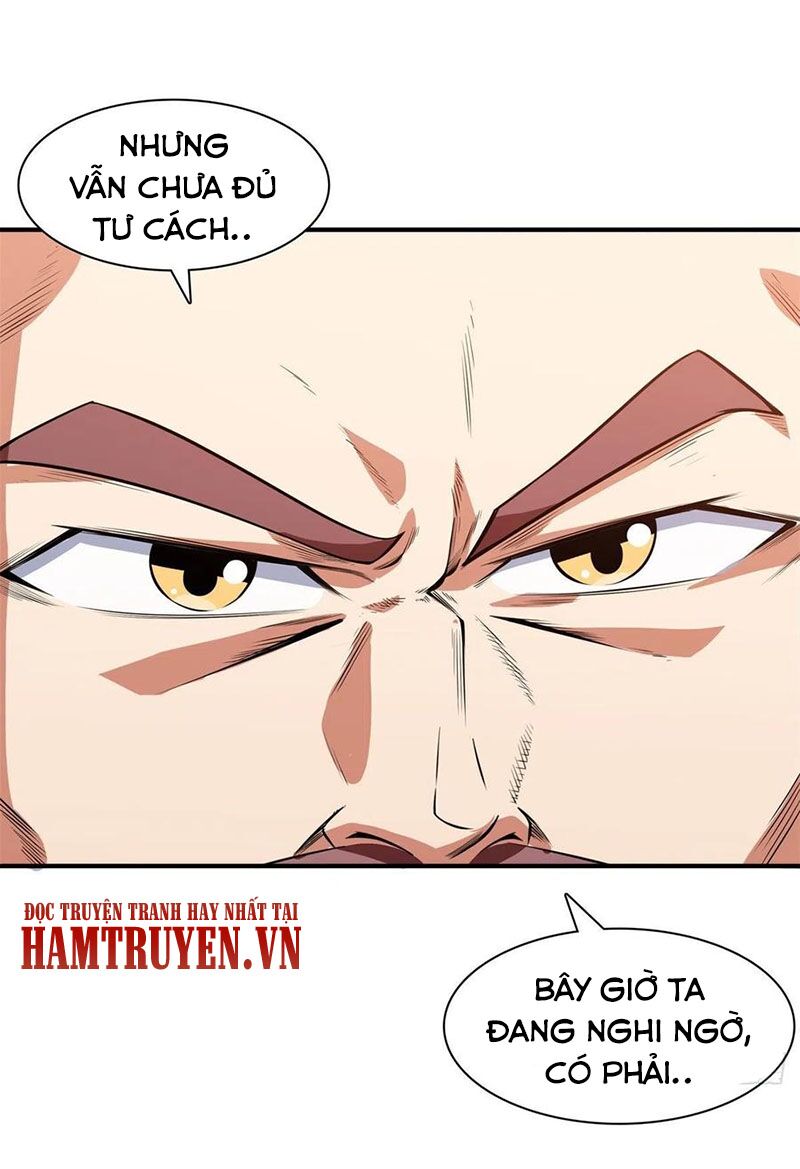 NHƯNG
VẪN CHƯA ĐỦ
TƯ CÁCH..
ĐỌC TRUYỆN TRANH HAY NHẤT TẠI
HAMTRUYEN.VN
BÂY GIỜ TA
ĐANG NGHI NGỜ,
CÓ PHẢI..